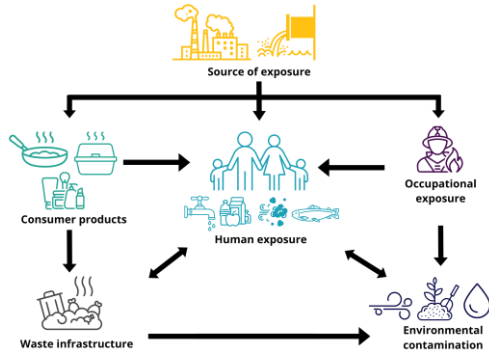 Source of exposure
Consumer products
Human exposure
Occupational
exposure
Waste infrastructure
Environmental
contamination